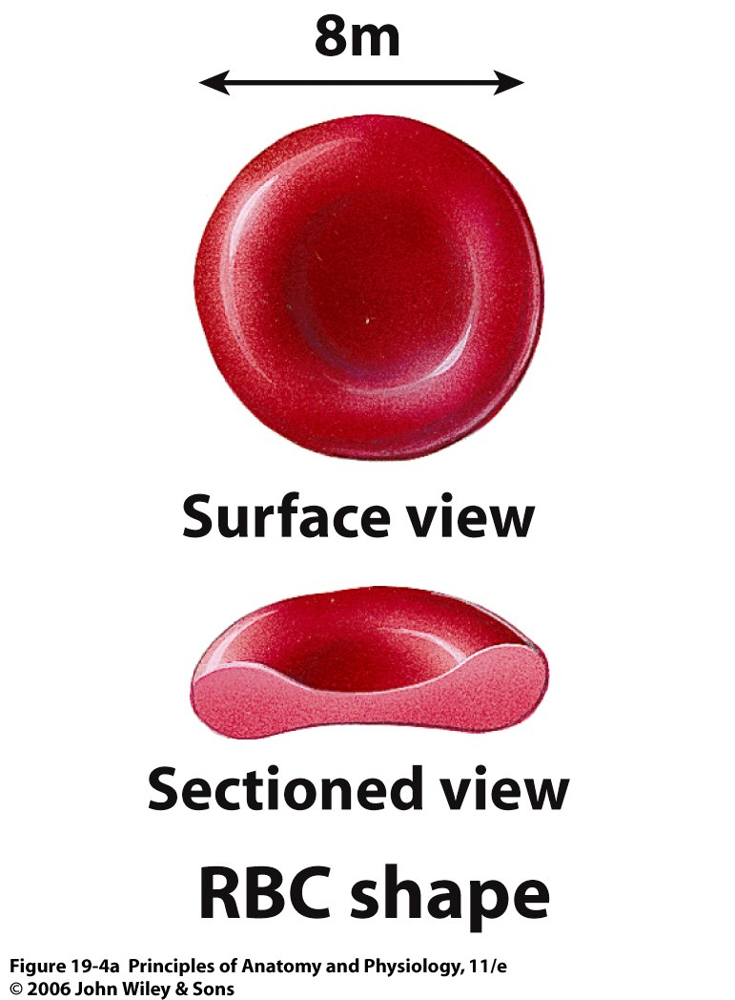 8m
Surface view
Sectioned view
RBC shape
Figure 19-4a Principles of Anatomy and Physiology, 11/e
© 2006 John Wiley & Sons